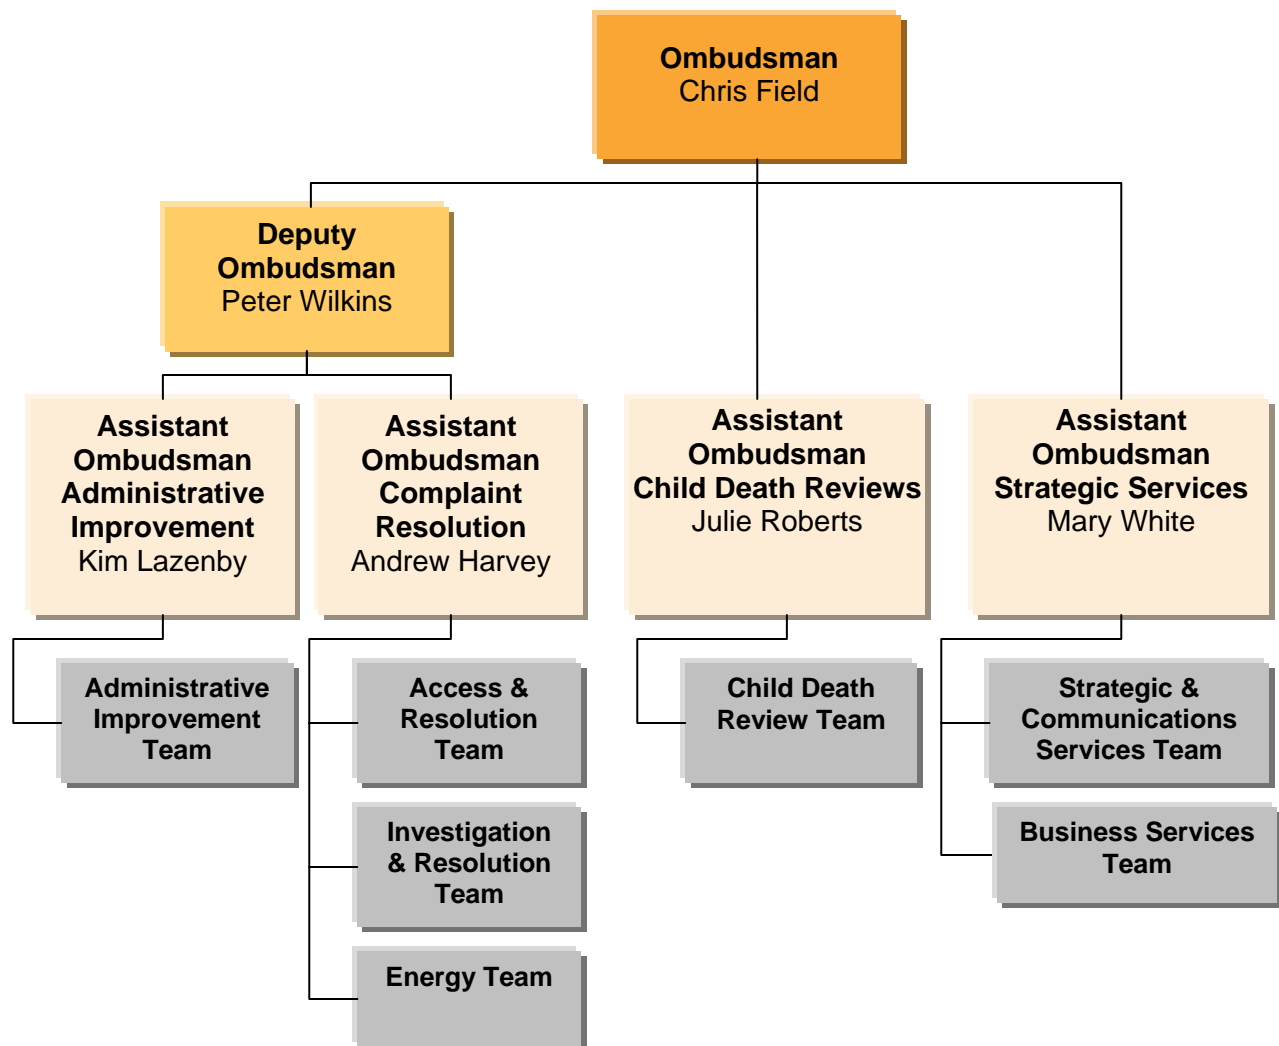 Ombudsman
Chris Field
Deputy
Ombudsman
Peter Wilkins
Assistant
Ombudsman
Administrative
Improvement
Kim Lazenby
Assistant
Ombudsman
Complaint
Resolution
Andrew Harvey
Assistant
Ombudsman
Child Death Reviews
Julie Roberts
Assistant
Ombudsman
Strategic Services
Mary White
Administrative
Improvement
Team
Access &
Resolution
Team
Investigation
& Resolution
Team
Energy Team
Child Death
Review Team
Strategic &
Communications
Services Team
Business Services
Team